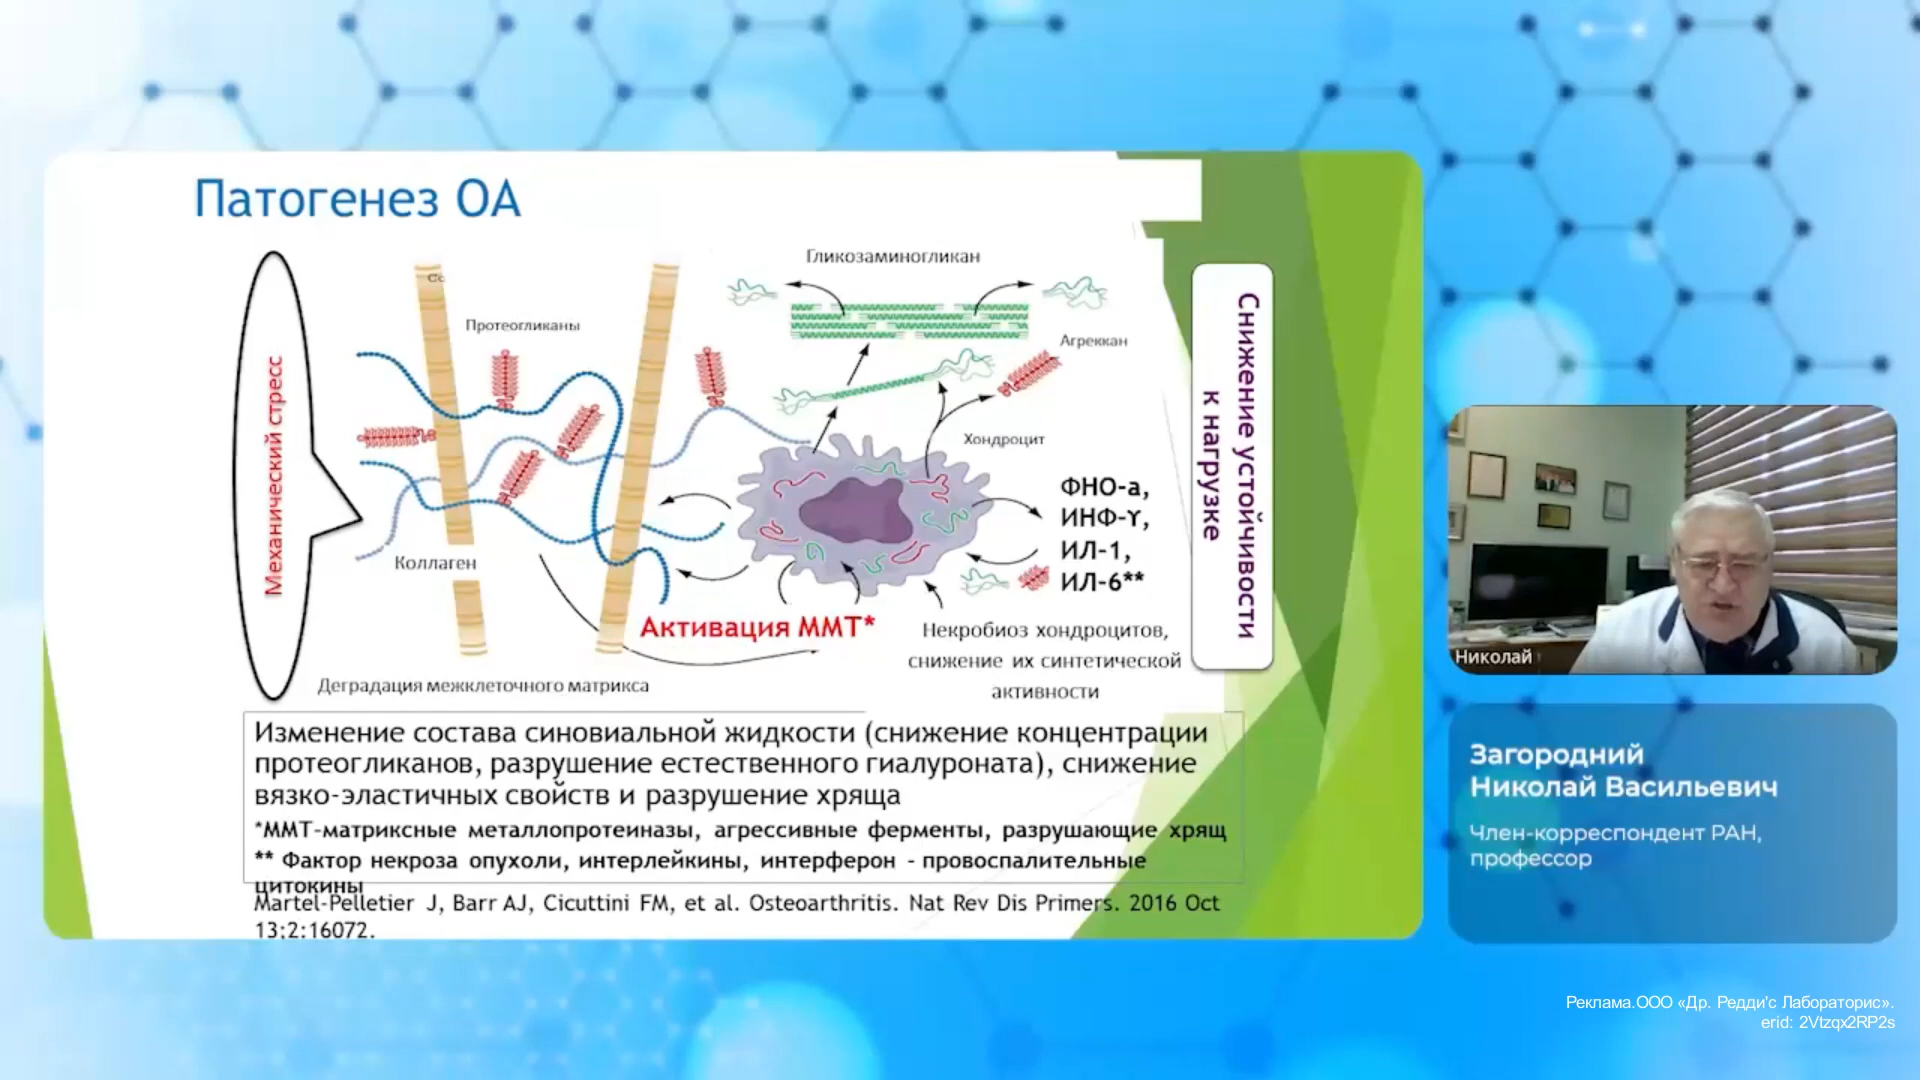 Патогенез ОА
Механический стресс
Протеогликаны
Коллаген
Гликозаминогликан
Агреккан
Хондроцит
ФНО-а,
ИНФ-ɤ,
ИЛ-1,
ИЛ-6**
Активация ММТ*
Некробиоз хондроцитов,
снижение их синтетической
активности
Деградация межклеточного матрикса
Снижение устойчивости
к нагрузке
Изменение состава синовиальной жидкости (снижение концентрации
протеогликанов, разрушение естественного гиалуроната), снижение
вязко-эластичных свойств и разрушение хряща
*ММТ-матриксные металлопротеиназы, агрессивные ферменты, разрушающие хрящ
** Фактор некроза опухоли, интерлейкины, интерферон - провоспалительные
цитокины
Martel-Pelletier J, Barr AJ, Cicuttini FM, et al. Osteoarthritis. Nat Rev Dis Primers. 2016 Oct
13;2:16072.
Николай
Загородний
Николай Васильевич
Член-корреспондент РАН,
профессор
Реклама.ООО «Др. Редди'с Лабораторис».
erid: 2Vtzqx2RP2s